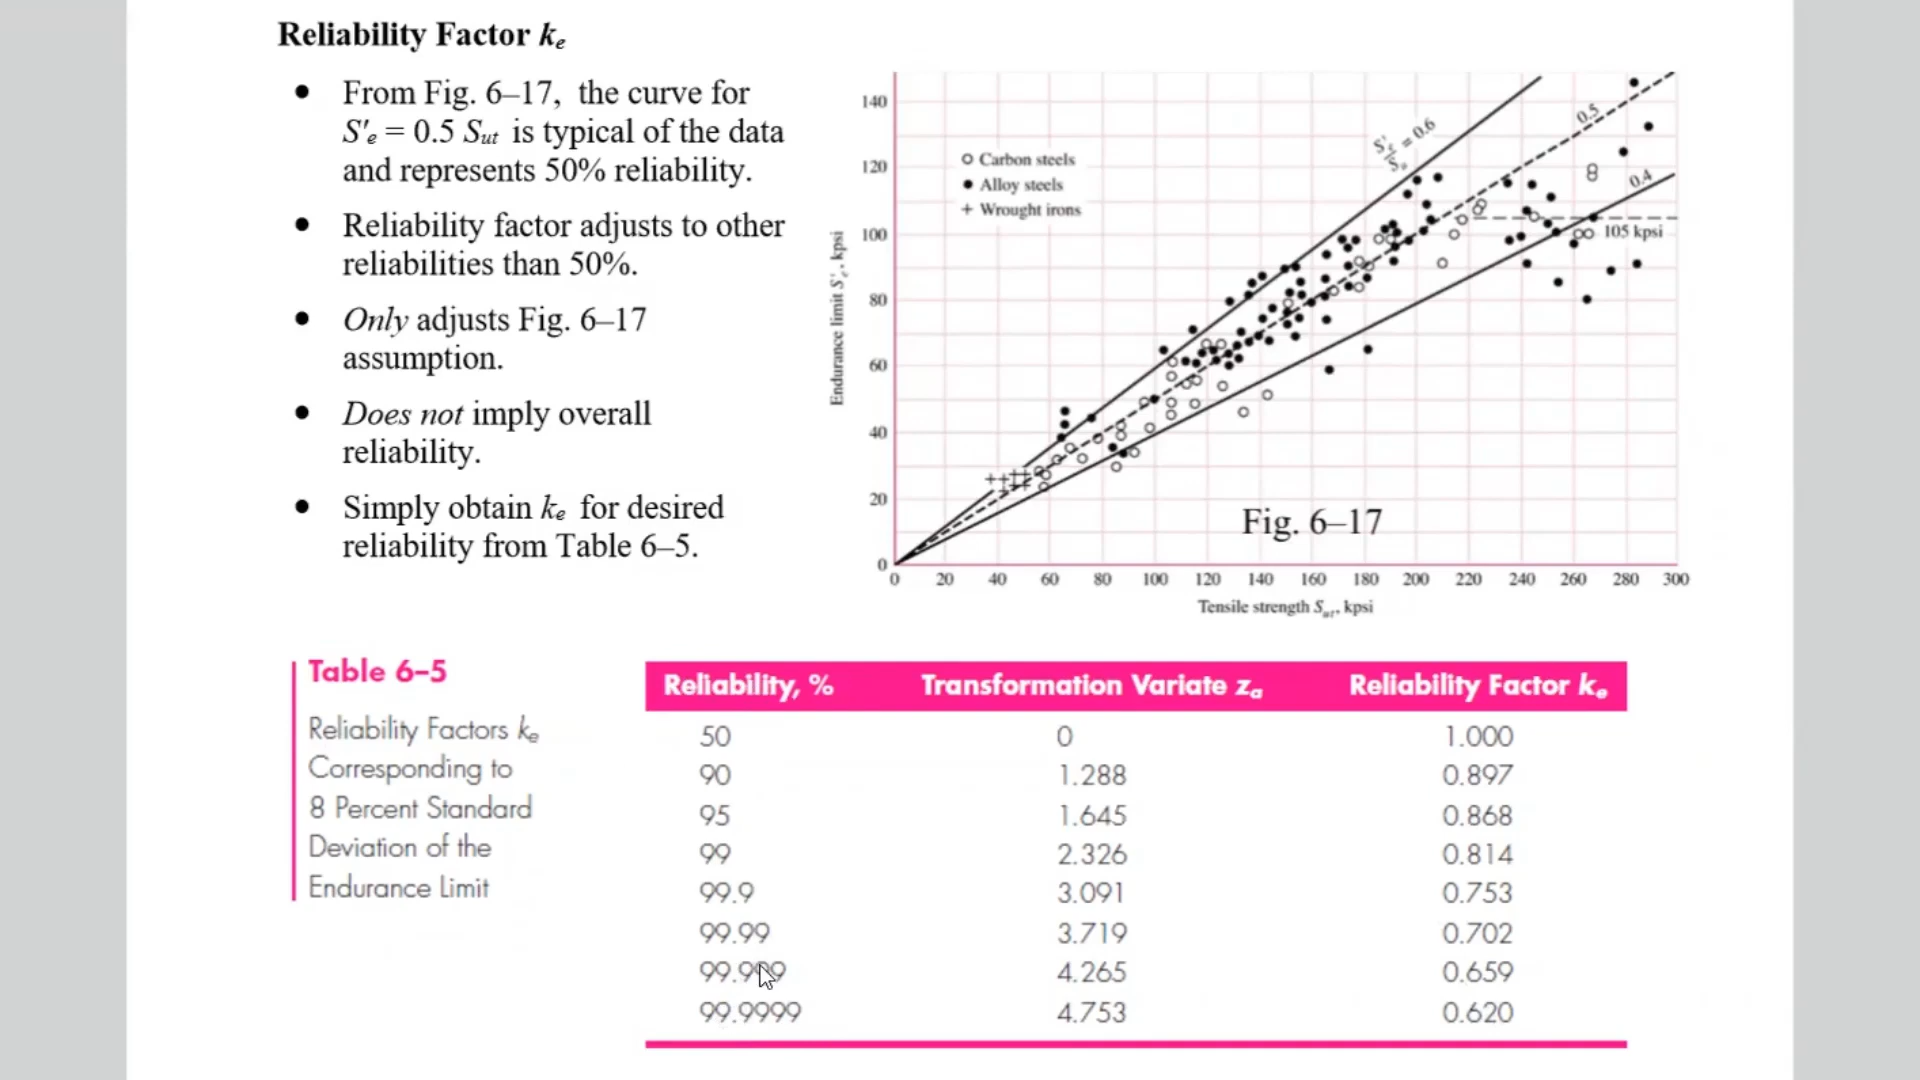 Reliability Factor kₑ
• From Fig. 6–17, the curve for
S'ₑ = 0.5 Sᵤₜ is typical of the data
and represents 50% reliability.
• Reliability factor adjusts to other
reliabilities than 50%.
• Only adjusts Fig. 6–17
assumption.
• Does not imply overall
reliability.
• Simply obtain kₑ for desired
reliability from Table 6–5.
Endurance limit S'ₑ, kpsi
140
120
100
80
60
40
20
0
○ Carbon steels
● Alloy steels
+ Wrought irons
S'ₑ/Sᵤ = 0.6
0.5
0.4
105 kpsi
Fig. 6–17
0 20 40 60 80 100 120 140 160 180 200 220 240 260 280 300
Tensile strength Sᵤₜ, kpsi
Table 6–5
Reliability Factors kₑ
Corresponding to
8 Percent Standard
Deviation of the
Endurance Limit
Reliability, % Transformation Variate zₐ Reliability Factor kₑ
50 0 1.000
90 1.288 0.897
95 1.645 0.868
99 2.326 0.814
99.9 3.091 0.753
99.99 3.719 0.702
99.999 4.265 0.659
99.9999 4.753 0.620